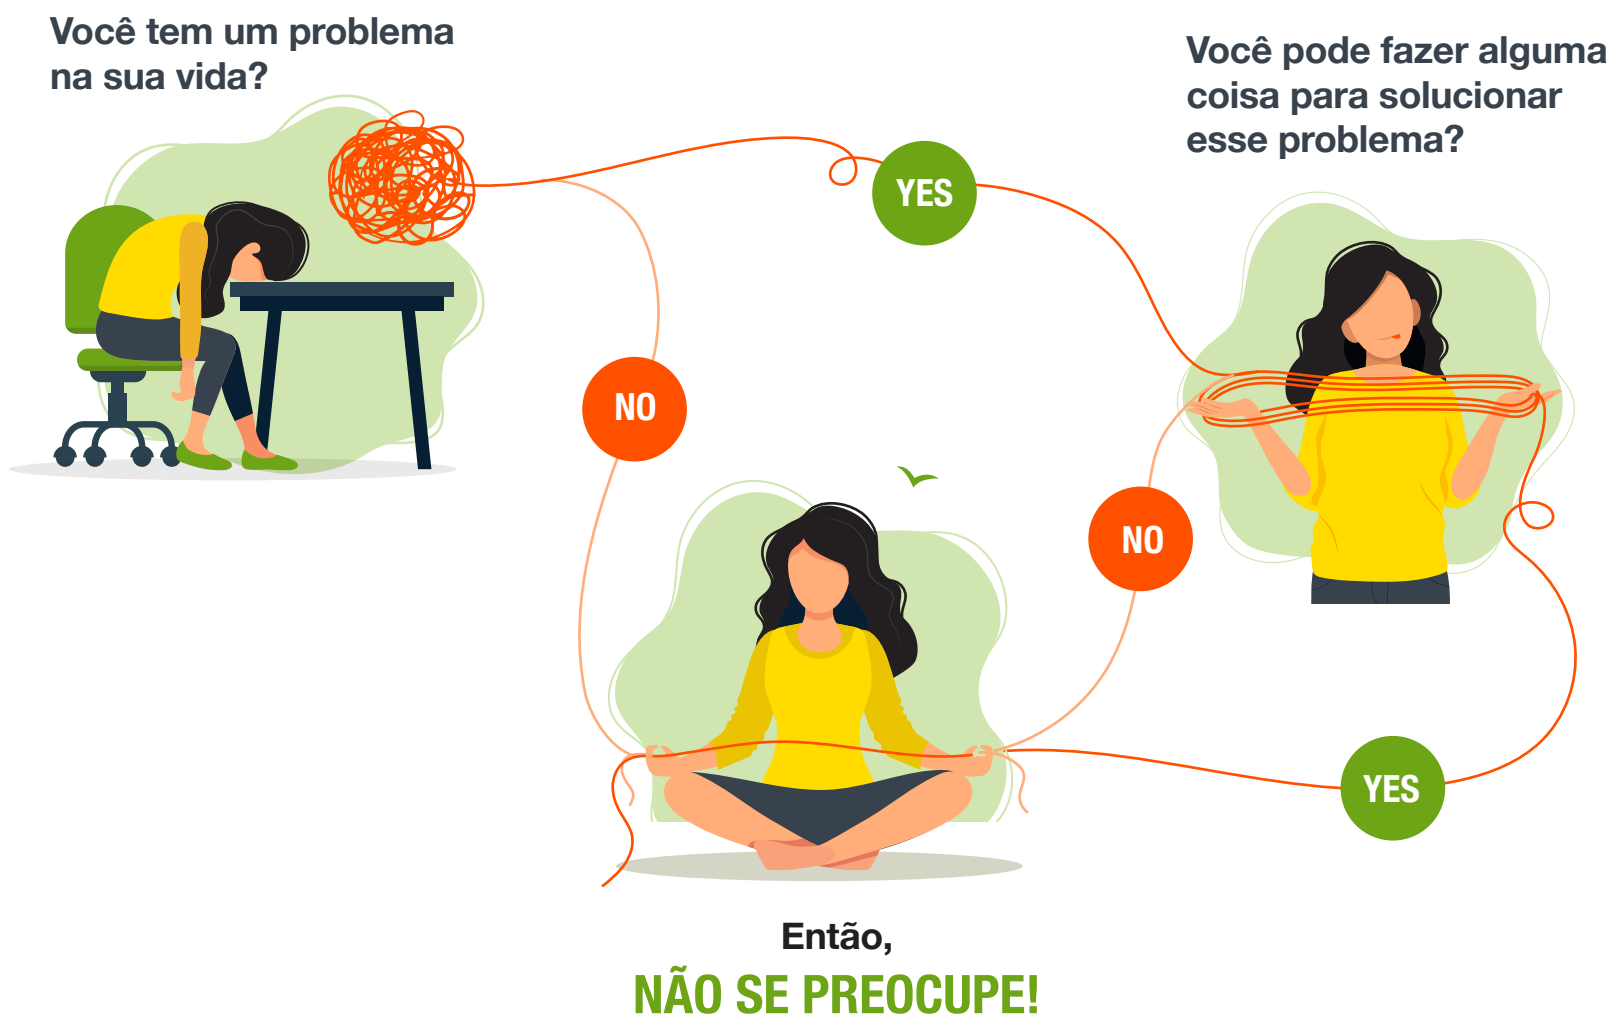 Você tem um problema
na sua vida?
Você pode fazer alguma
coisa para solucionar
esse problema?
YES
NO
NO
YES
Então,
NÃO SE PREOCUPE!